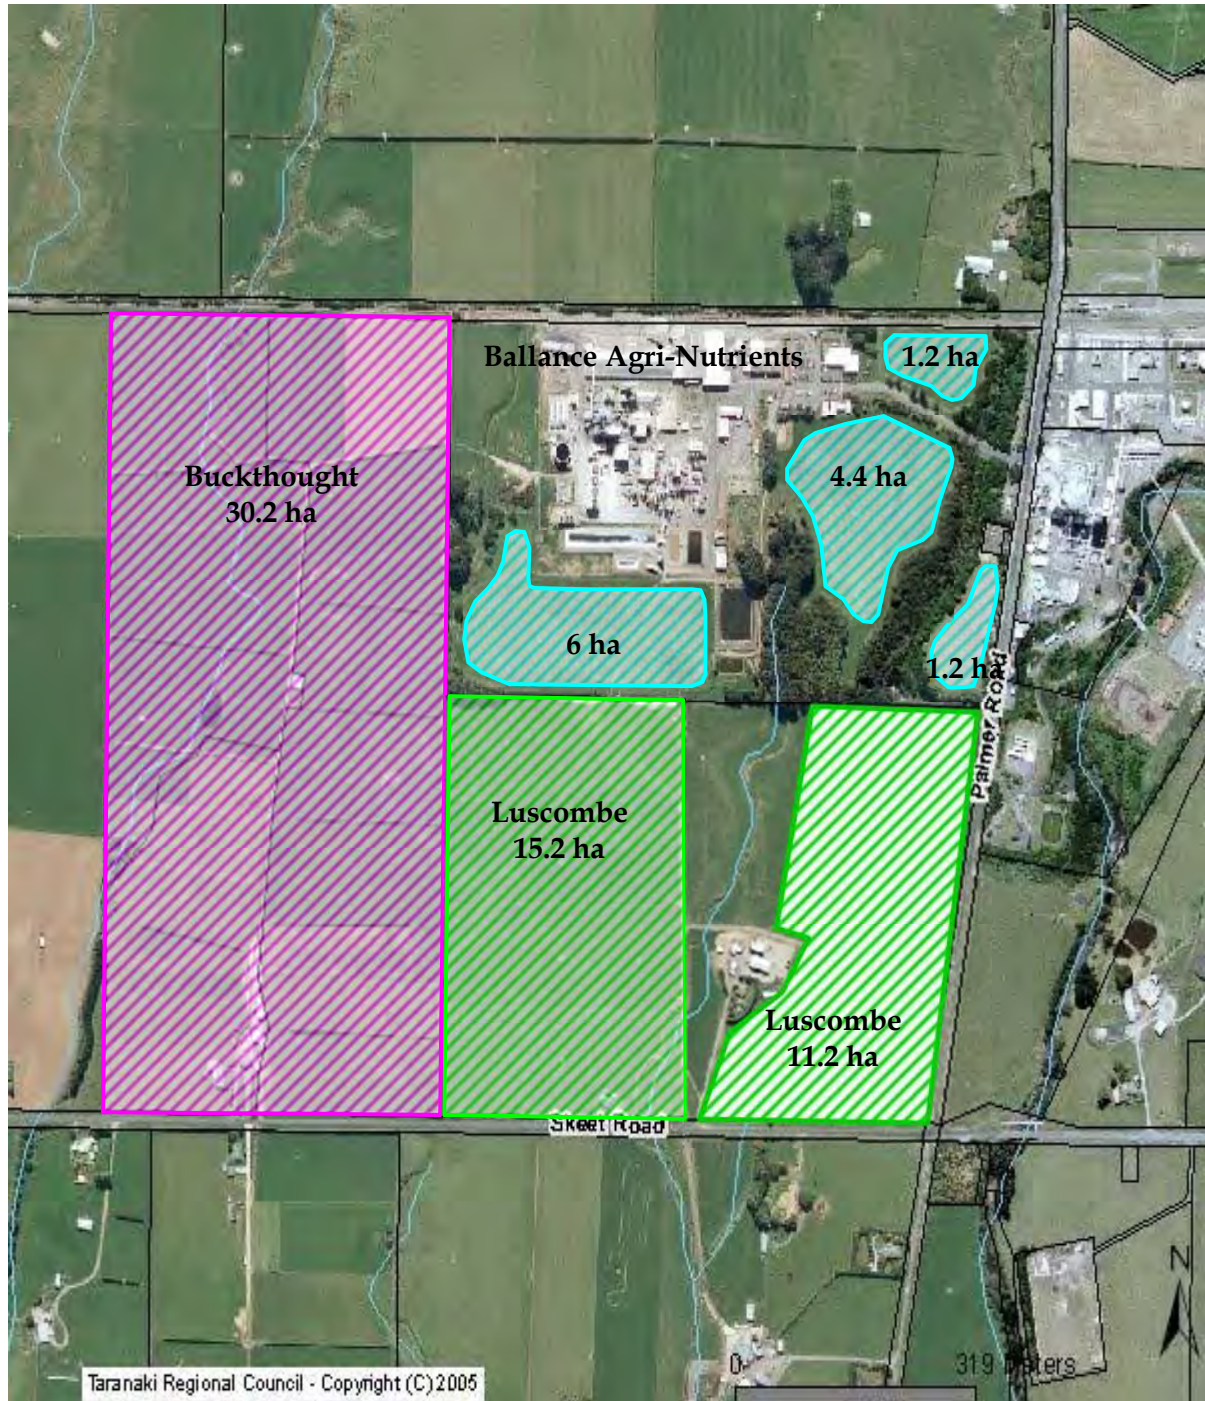 Ballance Agri-Nutrients
1.2 ha
Buckthought
30.2 ha
4.4 ha
6 ha
1.2 ha
Palmer Road
Luscombe
15.2 ha
Luscombe
11.2 ha
Skeet Road
N
0 319 meters
Taranaki Regional Council - Copyright (C) 2005